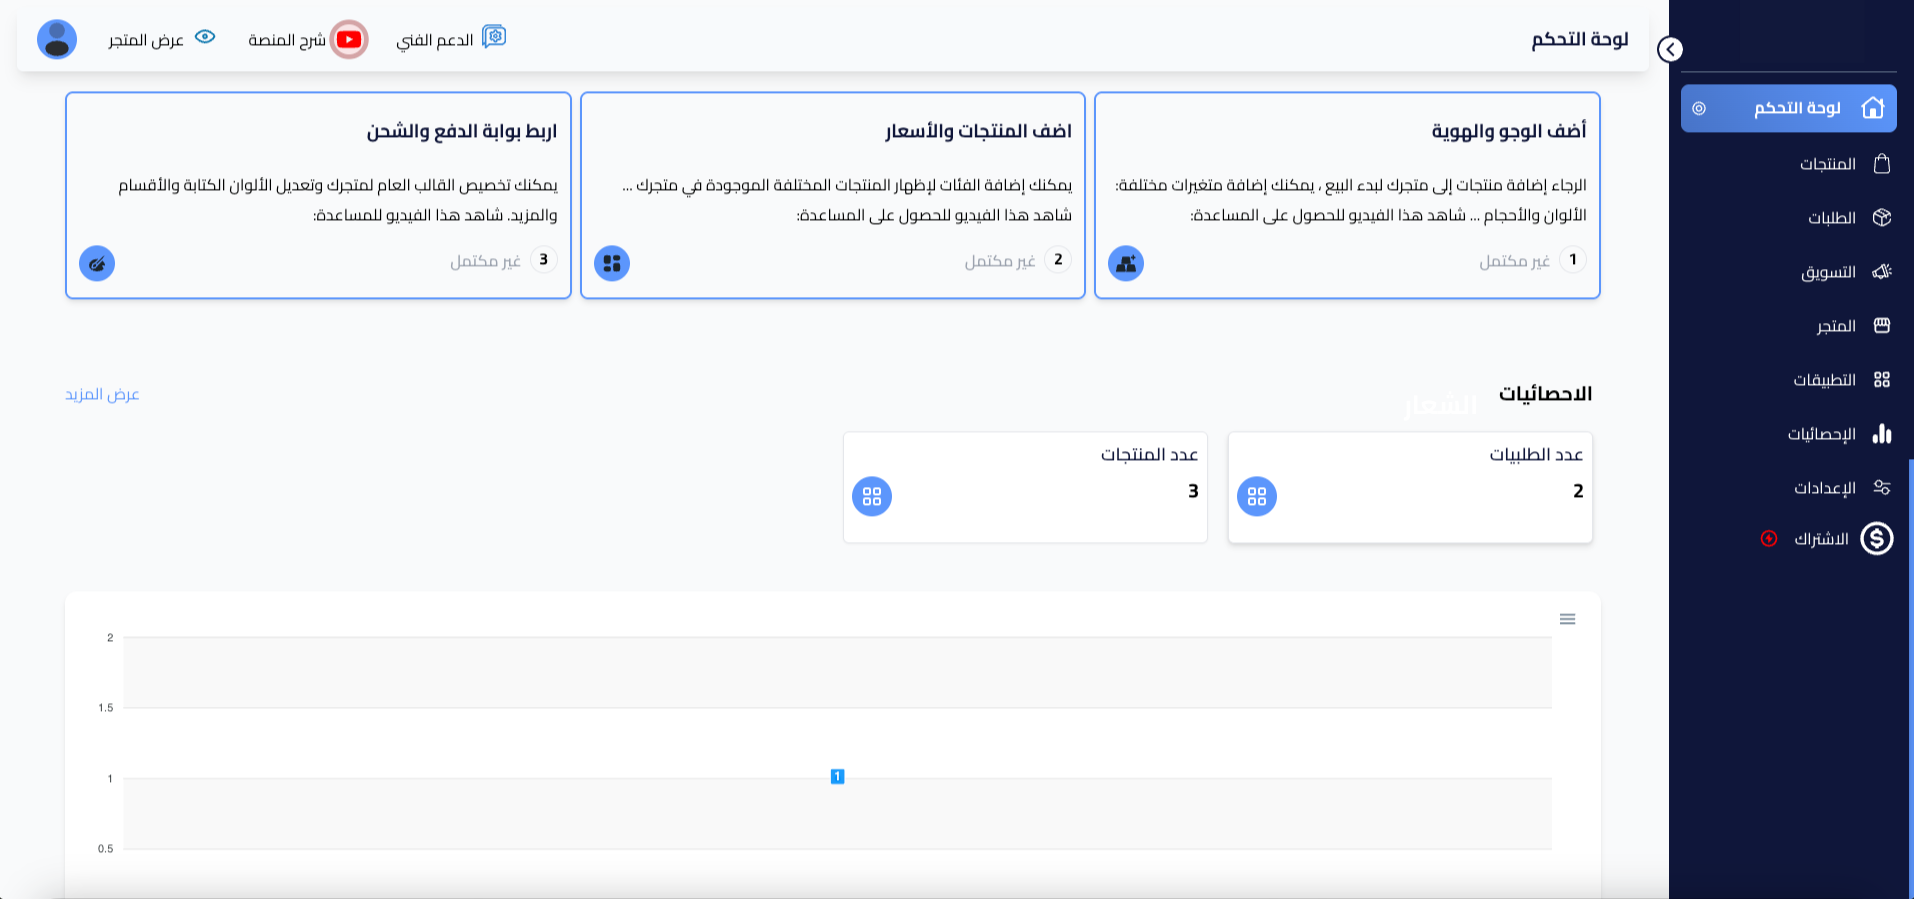 لوحة التحكم
الدعم الفني
شرح المنصة
عرض المتجر
لوحة التحكم
المنتجات
الطلبات
التسويق
المتجر
التطبيقات
الإحصائيات
الإعدادات
الاشتراك
أضف الوجو والهوية
الرجاء إضافة منتجات إلى متجرك لبدء البيع ، يمكنك إضافة متغيرات مختلفة:
الألوان والأحجام ... شاهد هذا الفيديو للحصول على المساعدة:
1 غير مكتمل
اضف المنتجات والأسعار
يمكنك إضافة الفئات لإظهار المنتجات المختلفة الموجودة في متجرك ...
شاهد هذا الفيديو للحصول على المساعدة:
2 غير مكتمل
اربط بوابة الدفع والشحن
يمكنك تخصيص القالب العام لمتجرك وتعديل الألوان الكتابة والأقسام
والمزيد. شاهد هذا الفيديو للمساعدة:
3 غير مكتمل
الاحصائيات
الشعار
عرض المزيد
عدد الطلبيات
2
عدد المنتجات
3
2
1.5
1
0.5
1